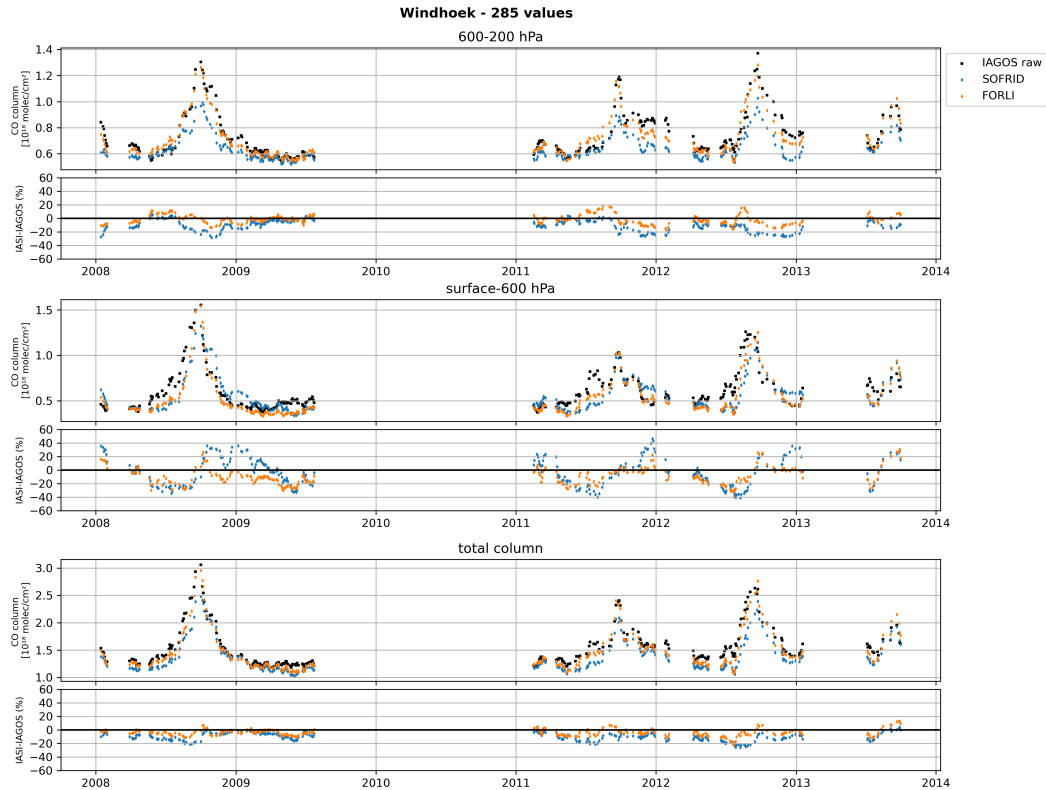 Windhoek - 285 values
600-200 hPa
IAGOS raw
SOFRID
FORLI
CO column
[10¹⁸ molec/cm²]
1.4
1.2
1.0
0.8
0.6
IASI-IAGOS (%)
60
40
20
0
−20
−40
−60
2008 2009 2010 2011 2012 2013 2014
surface-600 hPa
CO column
[10¹⁸ molec/cm²]
1.5
1.0
0.5
IASI-IAGOS (%)
60
40
20
0
−20
−40
−60
2008 2009 2010 2011 2012 2013 2014
total column
CO column
[10¹⁸ molec/cm²]
3.0
2.5
2.0
1.5
1.0
IASI-IAGOS (%)
60
40
20
0
−20
−40
−60
2008 2009 2010 2011 2012 2013 2014